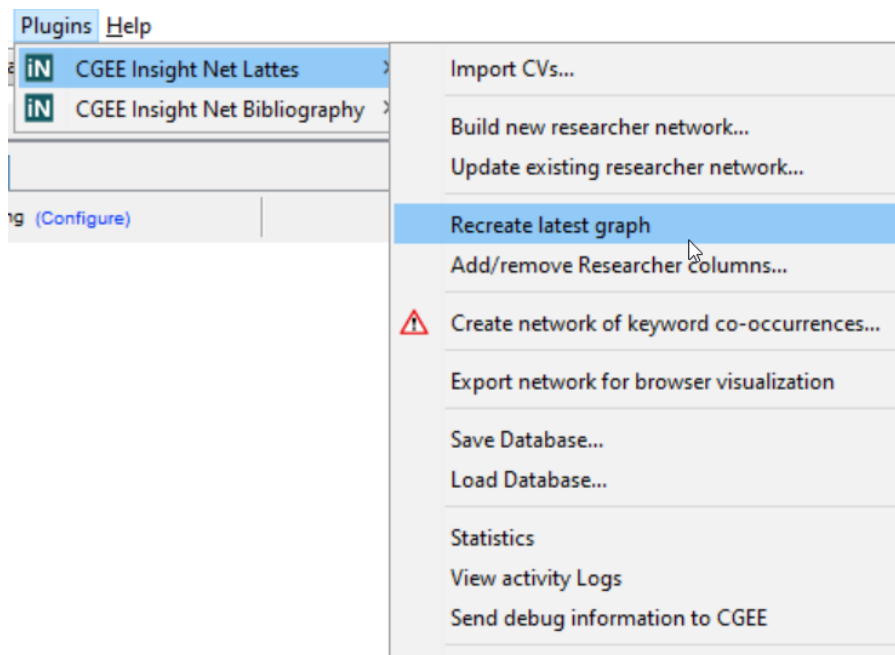 Plugins Help
iN CGEE Insight Net Lattes
iN CGEE Insight Net Bibliography
(Configure)
Import CVs...
Build new researcher network...
Update existing researcher network...
Recreate latest graph
Add/remove Researcher columns...
Create network of keyword co-occurrences...
Export network for browser visualization
Save Database...
Load Database...
Statistics
View activity Logs
Send debug information to CGEE